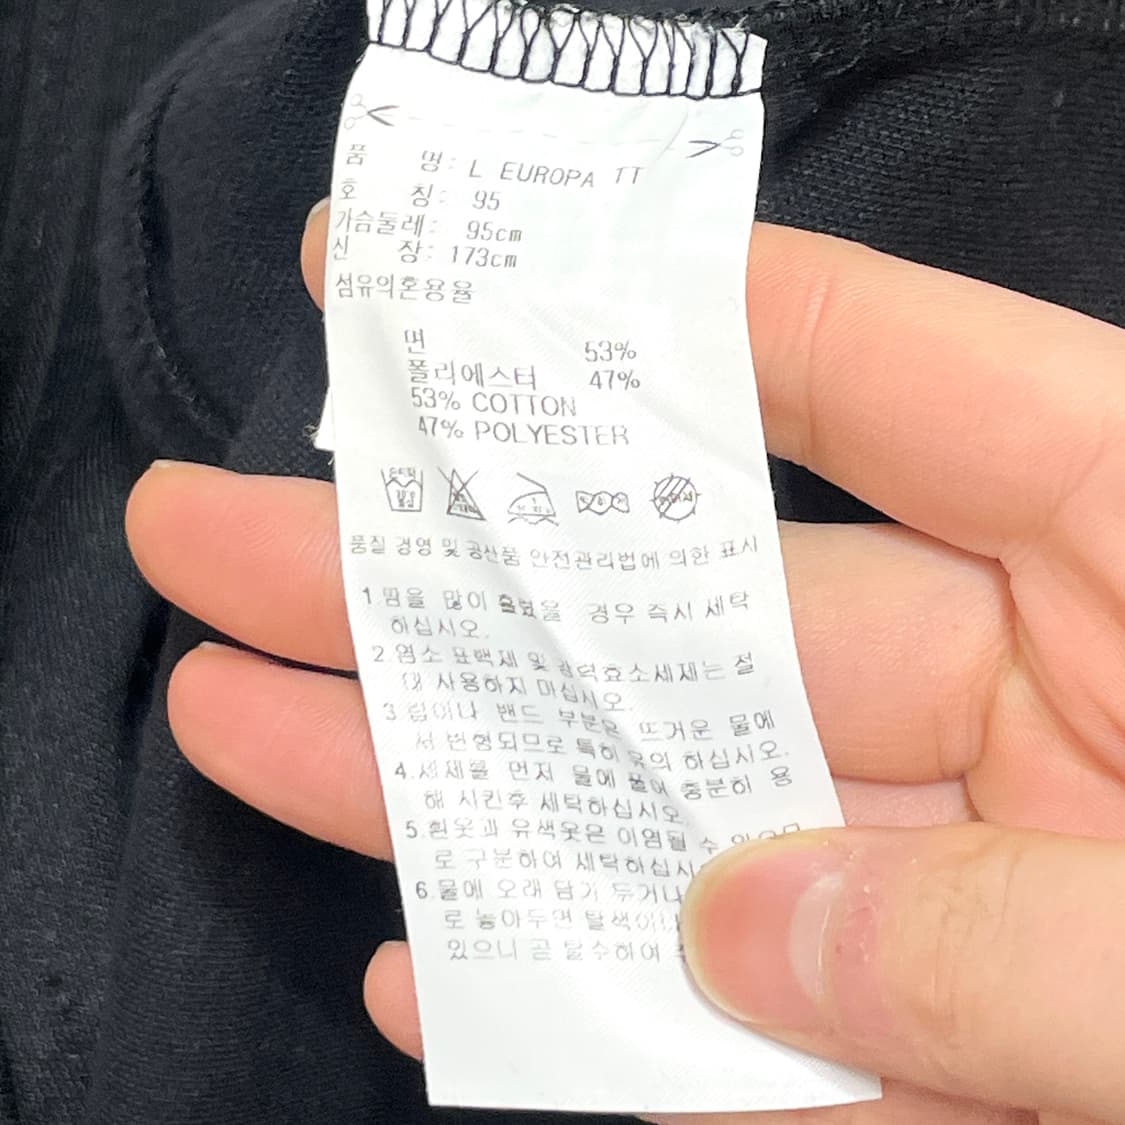 품 명: L EUROPA TT
호 칭: 95
가슴둘레: 95cm
신 장: 173cm
섬유의혼용율
면 53%
폴리에스터 47%
53% COTTON
47% POLYESTER
품질 경영 및 공산품 안전관리법에 의한 표시
1.땀을 많이 흘렸을 경우 즉시 세탁
하십시오.
2.염소 표백제 및 강력효소세제는 절
대 사용하지 마십시오.
3.립이나 밴드 부분은 뜨거운 물에
서 변형되므로 특히 유의 하십시오.
4.세제를 먼저 물에 풀어 충분히 용
해 시킨후 세탁하십시오
5.흰옷과 유색옷은 이염될 수
로 구분하여 세탁하십시
6.물에 오래 담가 두거나
로 놓아두면 탈색이나
있으니 곧 탈수하여